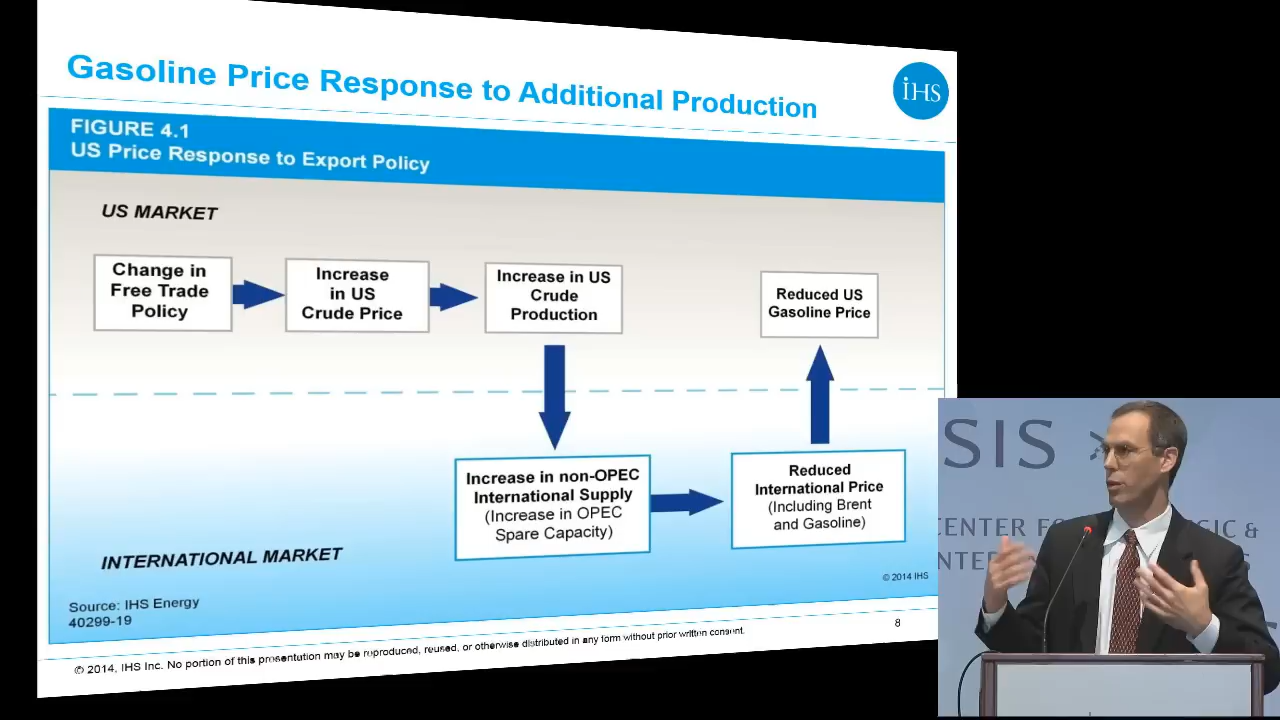 Gasoline Price Response to Additional Production
iHS
FIGURE 4.1
US Price Response to Export Policy
US MARKET
Change in
Free Trade
Policy
Increase
in US
Crude Price
Increase in US
Crude
Production
Reduced US
Gasoline Price
Increase in non-OPEC
International Supply
(Increase in OPEC
Spare Capacity)
Reduced
International Price
(Including Brent
and Gasoline)
INTERNATIONAL MARKET
© 2014 IHS
Source: IHS Energy
40299-19
8
© 2014, IHS Inc. No portion of this presentation may be reproduced, reused, or otherwise distributed in any form without prior written consent.
SIS
CENTER
&